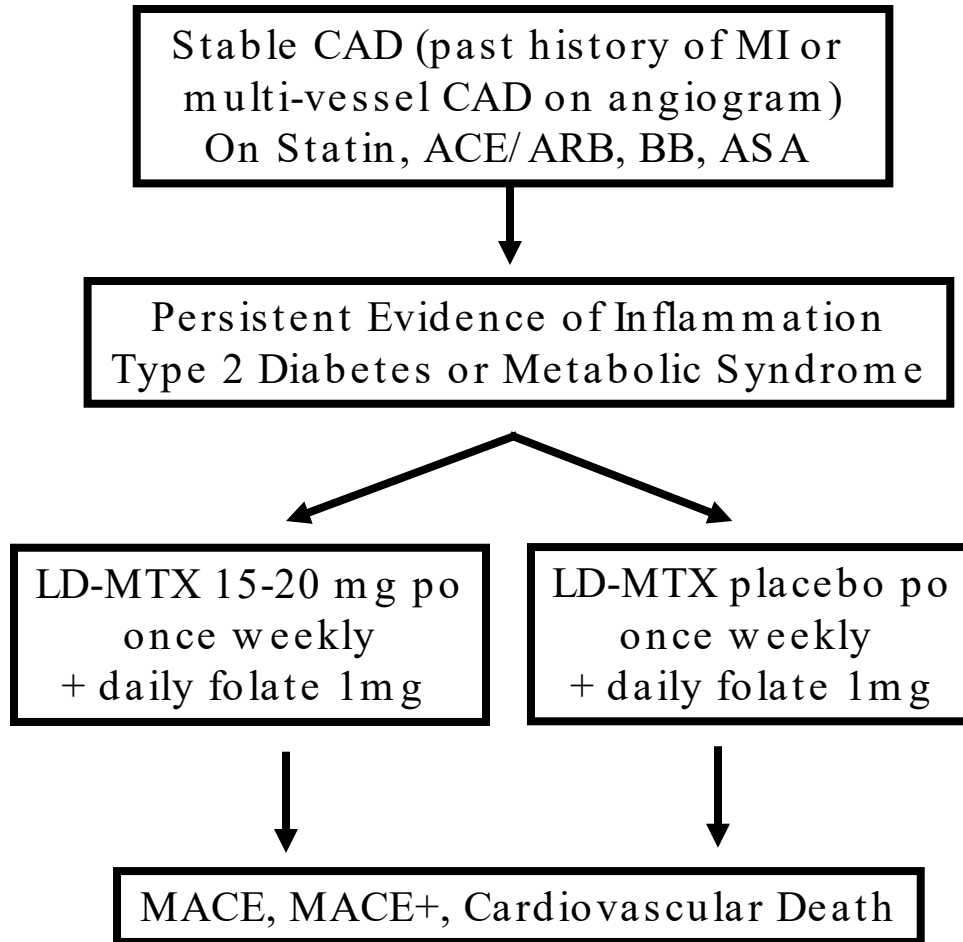 Stable CAD (past history of MI or
multi-vessel CAD on angiogram)
On Statin, ACE/ARB, BB, ASA
Persistent Evidence of Inflammation
Type 2 Diabetes or Metabolic Syndrome
LD-MTX 15-20 mg po
once weekly
+ daily folate 1mg
LD-MTX placebo po
once weekly
+ daily folate 1mg
MACE, MACE+, Cardiovascular Death